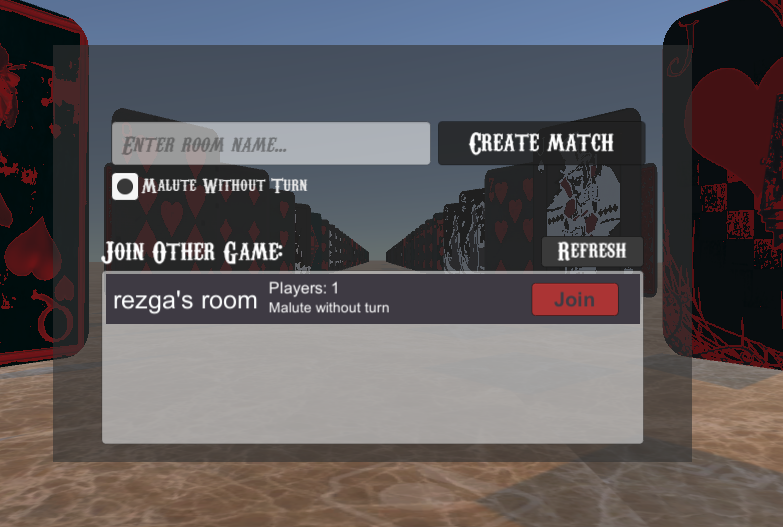 Enter room name...
Create match
Malute Without Turn
Join Other Game:
Refresh
rezga's room
Players: 1
Malute without turn
Join